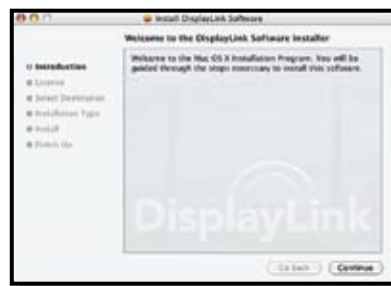 Install DisplayLink Software
Welcome to the DisplayLink Software Installer
Introduction
License
Select Destination
Installation Type
Install
Finish Up
Welcome to the Mac OS X Installation Program. You will be
guided through the steps necessary to install this software.
DisplayLink
Go Back
Continue